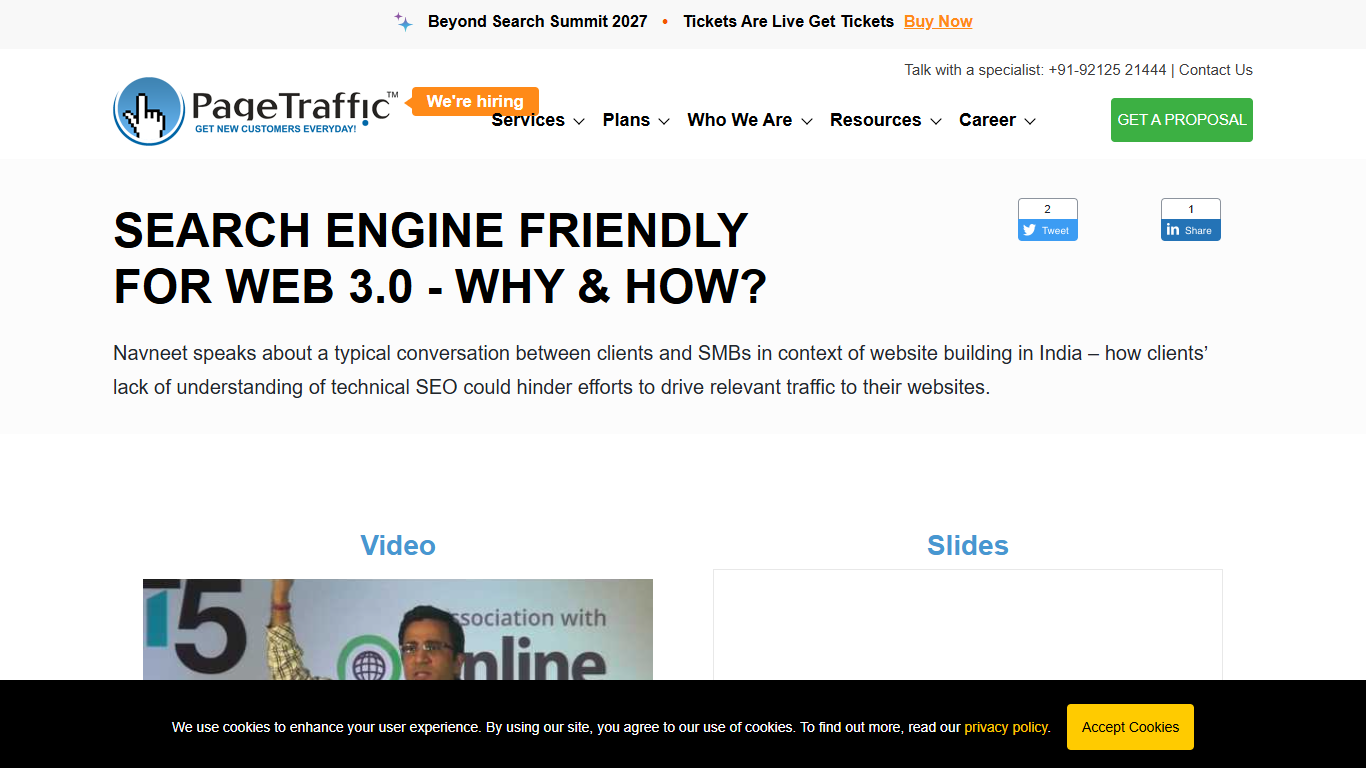 Beyond Search Summit 2027 • Tickets Are Live Get Tickets Buy Now
Talk with a specialist: +91-92125 21444 | Contact Us
PageTraffic™
GET NEW CUSTOMERS EVERYDAY!
We're hiring
Services Plans Who We Are Resources Career
GET A PROPOSAL
SEARCH ENGINE FRIENDLY
FOR WEB 3.0 - WHY & HOW?
2
Tweet
1
in Share
Navneet speaks about a typical conversation between clients and SMBs in context of website building in India – how clients’
lack of understanding of technical SEO could hinder efforts to drive relevant traffic to their websites.
Video
Slides
15
ssociation with
nline
We use cookies to enhance your user experience. By using our site, you agree to our use of cookies. To find out more, read our privacy policy.
Accept Cookies